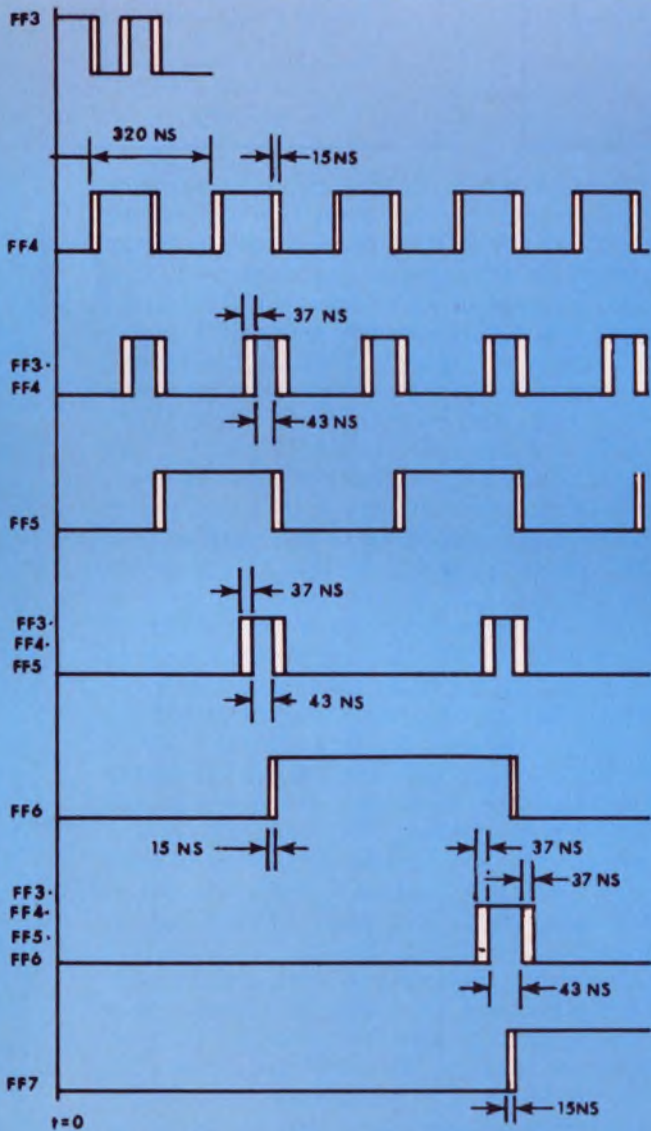 FF3
320 NS
15NS
FF4
37 NS
FF3·
FF4
43 NS
FF5
37 NS
FF3·
FF4·
FF5
43 NS
FF6
15 NS
37 NS
37 NS
FF3·
FF4·
FF5·
FF6
43 NS
FF7
15NS
t=0